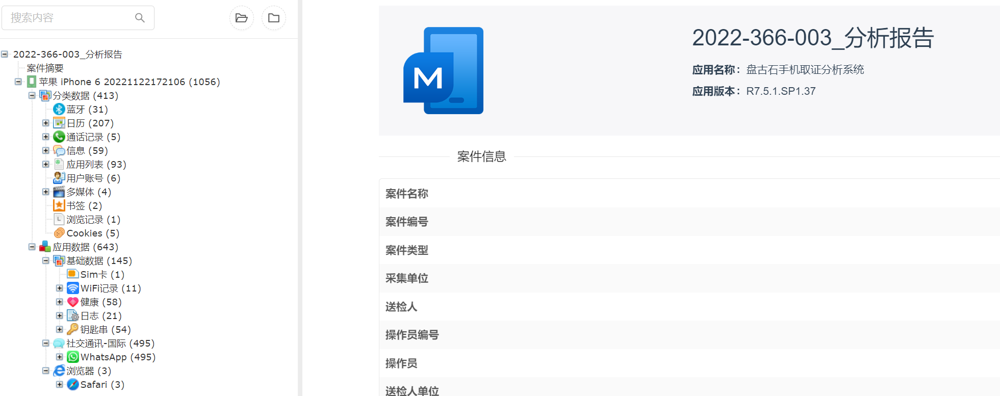 搜索内容
2022-366-003_分析报告
案件摘要
苹果 iPhone 6 20221122172106 (1056)
分类数据 (413)
蓝牙 (31)
日历 (207)
通话记录 (5)
信息 (59)
应用列表 (93)
用户账号 (6)
多媒体 (4)
书签 (2)
浏览记录 (1)
Cookies (5)
应用数据 (643)
基础数据 (145)
Sim卡 (1)
WiFi记录 (11)
健康 (58)
日志 (21)
钥匙串 (54)
社交通讯-国际 (495)
WhatsApp (495)
浏览器 (3)
Safari (3)
M
2022-366-003_分析报告
应用名称：盘古石手机取证分析系统
应用版本：R7.5.1.SP1.37
案件信息
案件名称
案件编号
案件类型
采集单位
送检人
操作员编号
操作员
送检人单位